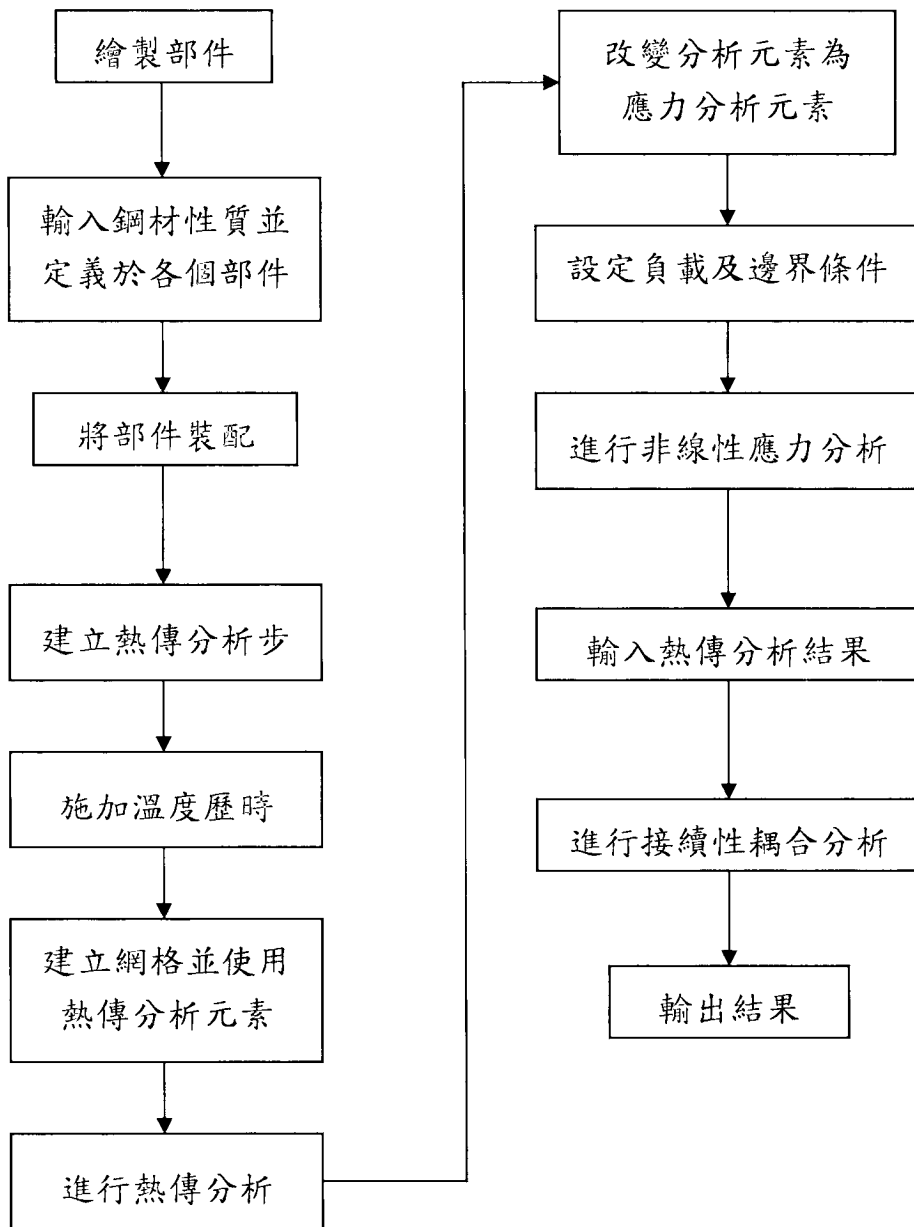 繪製部件
輸入鋼材性質並
定義於各個部件
將部件裝配
建立熱傳分析步
施加溫度歷時
建立網格並使用
熱傳分析元素
進行熱傳分析
改變分析元素為
應力分析元素
設定負載及邊界條件
進行非線性應力分析
輸入熱傳分析結果
進行接續性耦合分析
輸出結果